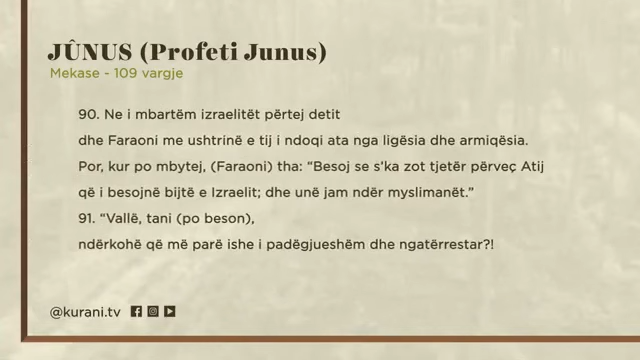 JÛNUS (Profeti Junus)
Mekase - 109 vargje
90. Ne i mbartëm izraelitët përtej detit
dhe Faraoni me ushtrinë e tij i ndoqi ata nga ligësia dhe armiqësia.
Por, kur po mbytej, (Faraoni) tha: “Besoj se s’ka zot tjetër përveç Atij
që i besojnë bijtë e Izraelit; dhe unë jam ndër myslimanët.”
91. “Vallë, tani (po beson),
ndërkohë që më parë ishe i padëgjueshëm dhe ngatërrestar?!
@kurani.tv